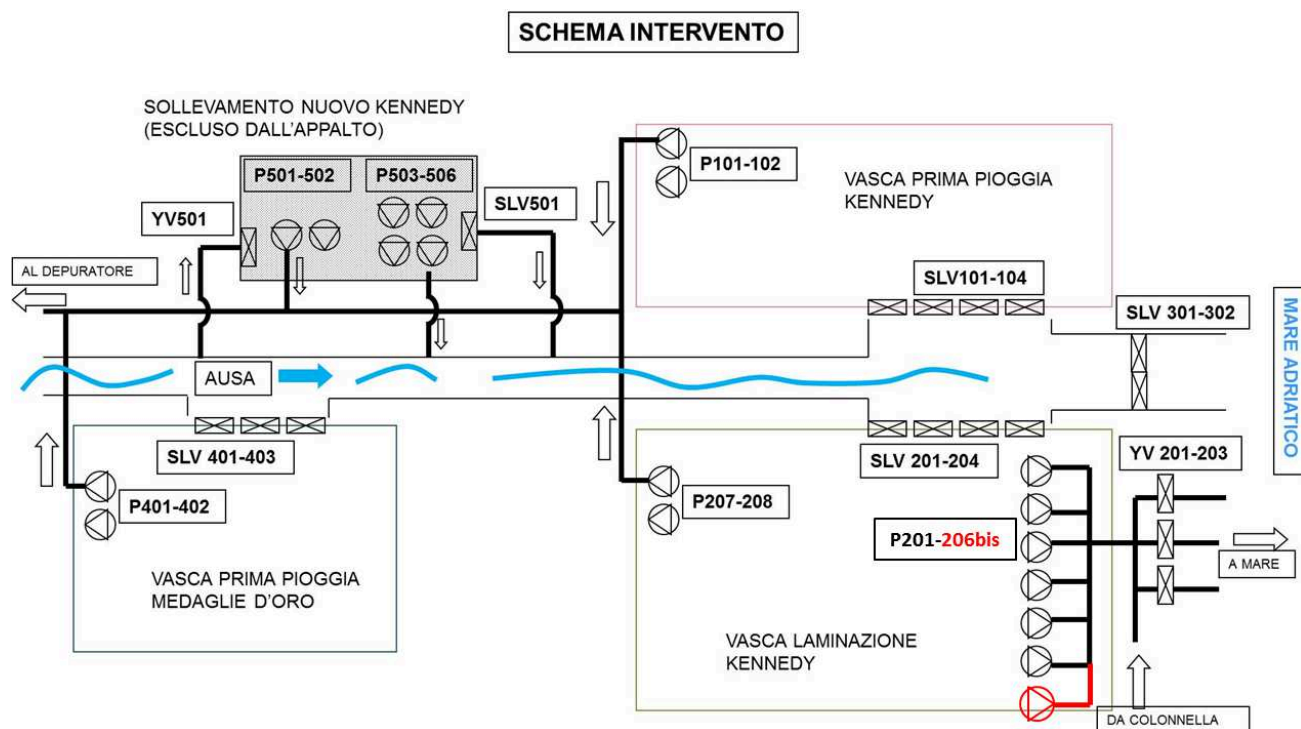 SCHEMA INTERVENTO
SOLLEVAMENTO NUOVO KENNEDY
(ESCLUSO DALL'APPALTO)
P501-502
P503-506
YV501
SLV501
AL DEPURATORE
P101-102
VASCA PRIMA PIOGGIA
KENNEDY
SLV101-104
SLV 301-302
MARE ADRIATICO
AUSA
SLV 401-403
SLV 201-204
YV 201-203
P401-402
P207-208
P201-206bis
A MARE
VASCA PRIMA PIOGGIA
MEDAGLIE D'ORO
VASCA LAMINAZIONE
KENNEDY
DA COLONNELLA